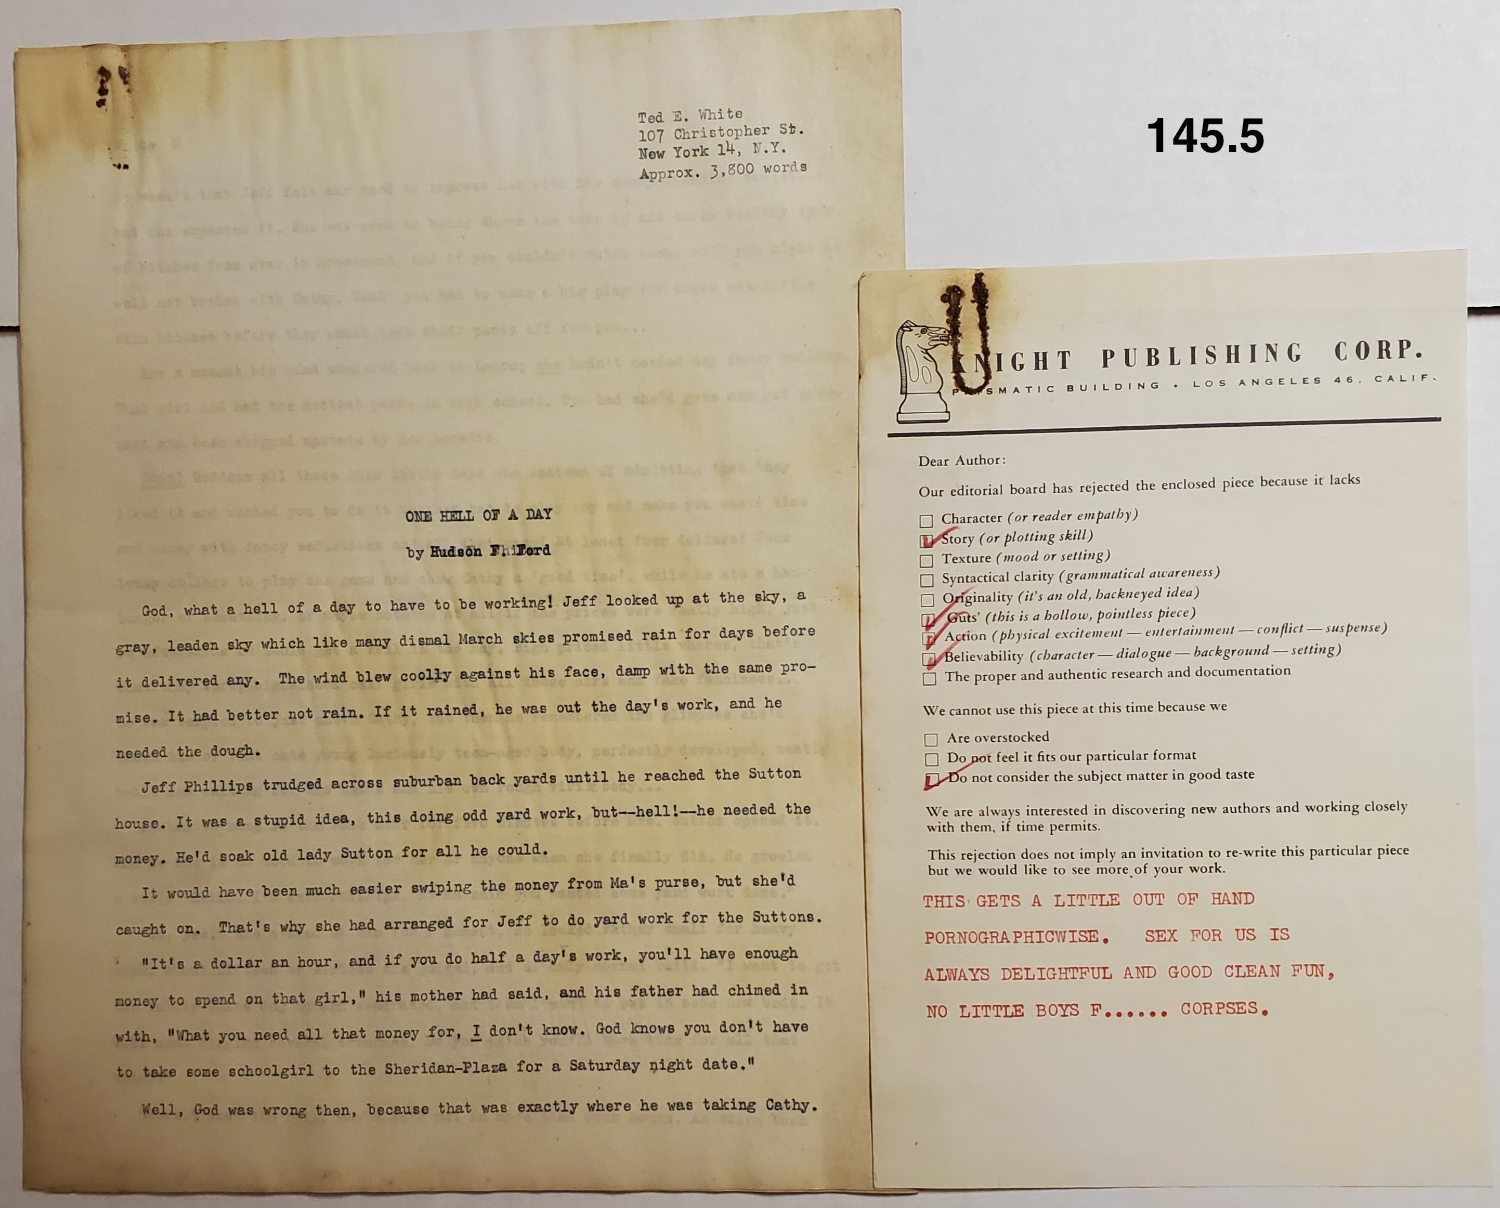 Ted E. White
107 Christopher St.
New York 14, N.Y.
Approx. 3,800 words
ONE HELL OF A DAY
by Hudson
God, what a hell of a day to have to be working! Jeff looked up at the sky, a
gray, leaden sky which like many dismal March skies promised rain for days before
it delivered any. The wind blew coolly against his face, damp with the same pro-
mise. It had better not rain. If it rained, he was out the day's work, and he
needed the dough.
Jeff Phillips trudged across suburban back yards until he reached the Sutton
house. It was a stupid idea, this doing odd yard work, but--hell!--he needed the
money. He'd soak old lady Sutton for all he could.
It would have been much easier swiping the money from Ma's purse, but she'd
caught on. That's why she had arranged for Jeff to do yard work for the Suttons.
"It's a dollar an hour, and if you do half a day's work, you'll have enough
money to spend on that girl," his mother had said, and his father had chimed in
with, "What you need all that money for, I don't know. God knows you don't have
to take some schoolgirl to the Sheridan-Plaza for a Saturday night date."
Well, God was wrong then, because that was exactly where he was taking Cathy.
145.5
KNIGHT PUBLISHING CORP.
PRISMATIC BUILDING • LOS ANGELES 46, CALIF.
Dear Author:
Our editorial board has rejected the enclosed piece because it lacks
Character (or reader empathy)
Story (or plotting skill)
Texture (mood or setting)
Syntactical clarity (grammatical awareness)
Originality (it's an old, hackneyed idea)
'Guts' (this is a hollow, pointless piece)
Action (physical excitement — entertainment — conflict — suspense)
Believability (character — dialogue — background — setting)
The proper and authentic research and documentation
We cannot use this piece at this time because we
Are overstocked
Do not feel it fits our particular format
Do not consider the subject matter in good taste
We are always interested in discovering new authors and working closely
with them, if time permits.
This rejection does not imply an invitation to re-write this particular piece
but we would like to see more of your work.
THIS GETS A LITTLE OUT OF HAND
PORNOGRAPHICWISE. SEX FOR US IS
ALWAYS DELIGHTFUL AND GOOD CLEAN FUN,
NO LITTLE BOYS F...... CORPSES.